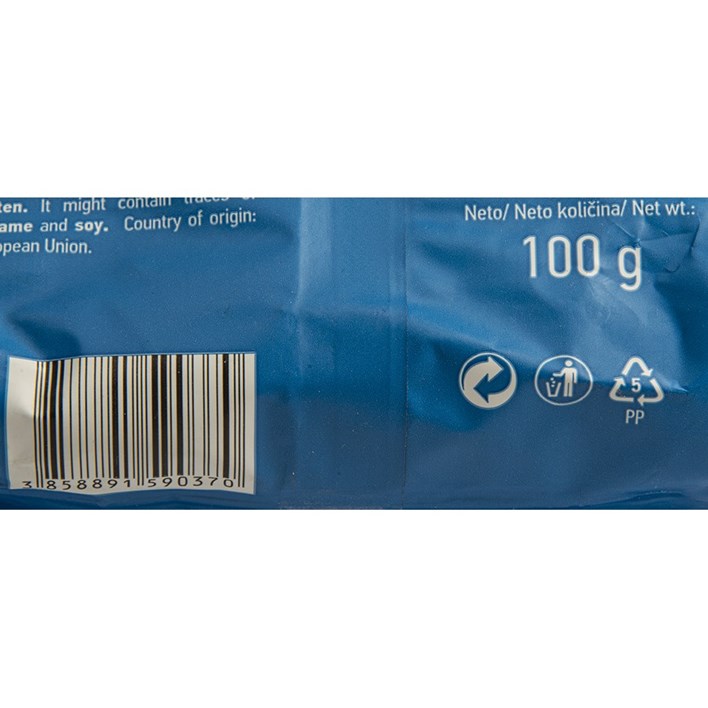 ten. It might contain traces of
ame and soy. Country of origin:
opean Union.
3 858891 590370
Neto/ Neto količina/ Net wt.:
100 g
5
PP